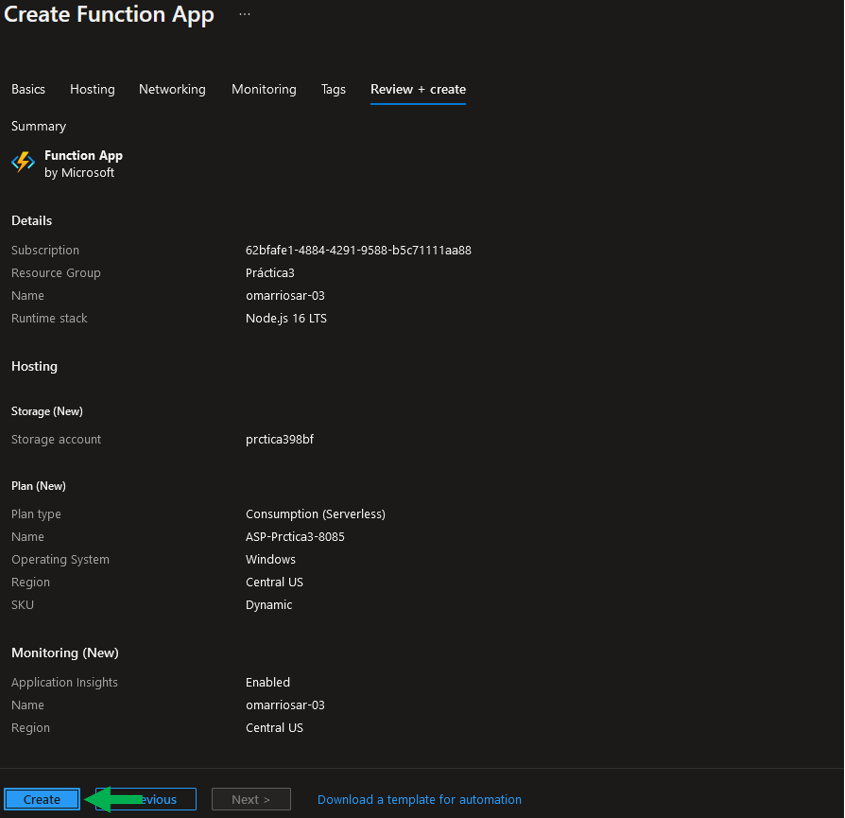 Create Function App ...
Basics Hosting Networking Monitoring Tags Review + create
Summary
Function App
by Microsoft
Details
Subscription 62bfafe1-4884-4291-9588-b5c71111aa88
Resource Group Práctica3
Name omarriosar-03
Runtime stack Node.js 16 LTS
Hosting
Storage (New)
Storage account prctica398bf
Plan (New)
Plan type Consumption (Serverless)
Name ASP-Prctica3-8085
Operating System Windows
Region Central US
SKU Dynamic
Monitoring (New)
Application Insights Enabled
Name omarriosar-03
Region Central US
Create evious Next > Download a template for automation